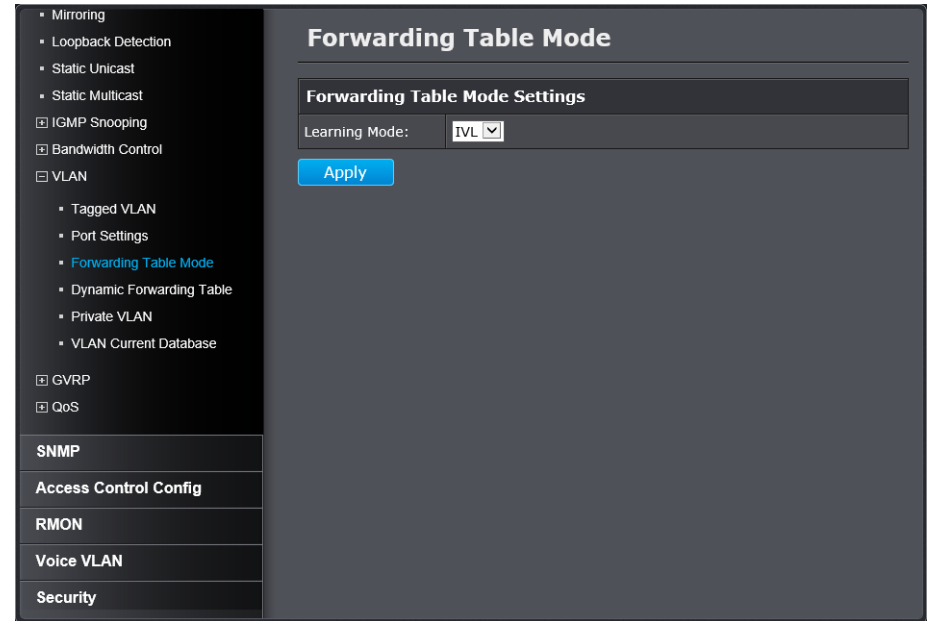 Mirroring
Loopback Detection
Static Unicast
Static Multicast
IGMP Snooping
Bandwidth Control
VLAN
Tagged VLAN
Port Settings
Forwarding Table Mode
Dynamic Forwarding Table
Private VLAN
VLAN Current Database
GVRP
QoS
SNMP
Access Control Config
RMON
Voice VLAN
Security
Forwarding Table Mode
Forwarding Table Mode Settings
Learning Mode: IVL
Apply